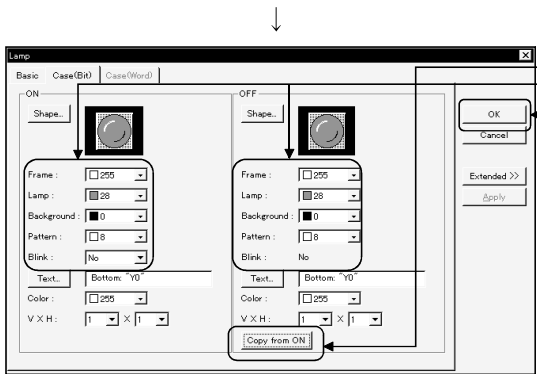 Lamp
Basic Case(Bit) Case(Word)
ON
Shape...
Frame : 255
Lamp : 28
Background : 0
Pattern : 8
Blink : No
Text... Bottom: "Y0"
Color : 255
V X H : 1 X 1
OFF
Shape...
Frame : 255
Lamp : 28
Background : 0
Pattern : 8
Blink : No
Text... Bottom: "Y0"
Color : 255
V X H : 1 X 1
Copy from ON
OK
Cancel
Extended >>
Apply